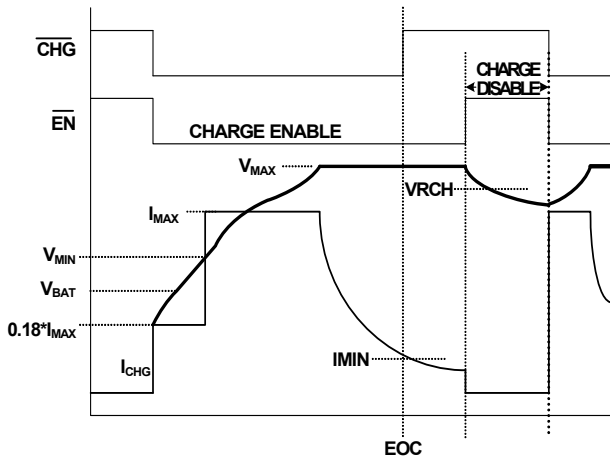 CHG
CHARGE
DISABLE
EN
CHARGE ENABLE
VMAX
VRCH
IMAX
VMIN
VBAT
0.18*IMAX
ICHG
IMIN
EOC